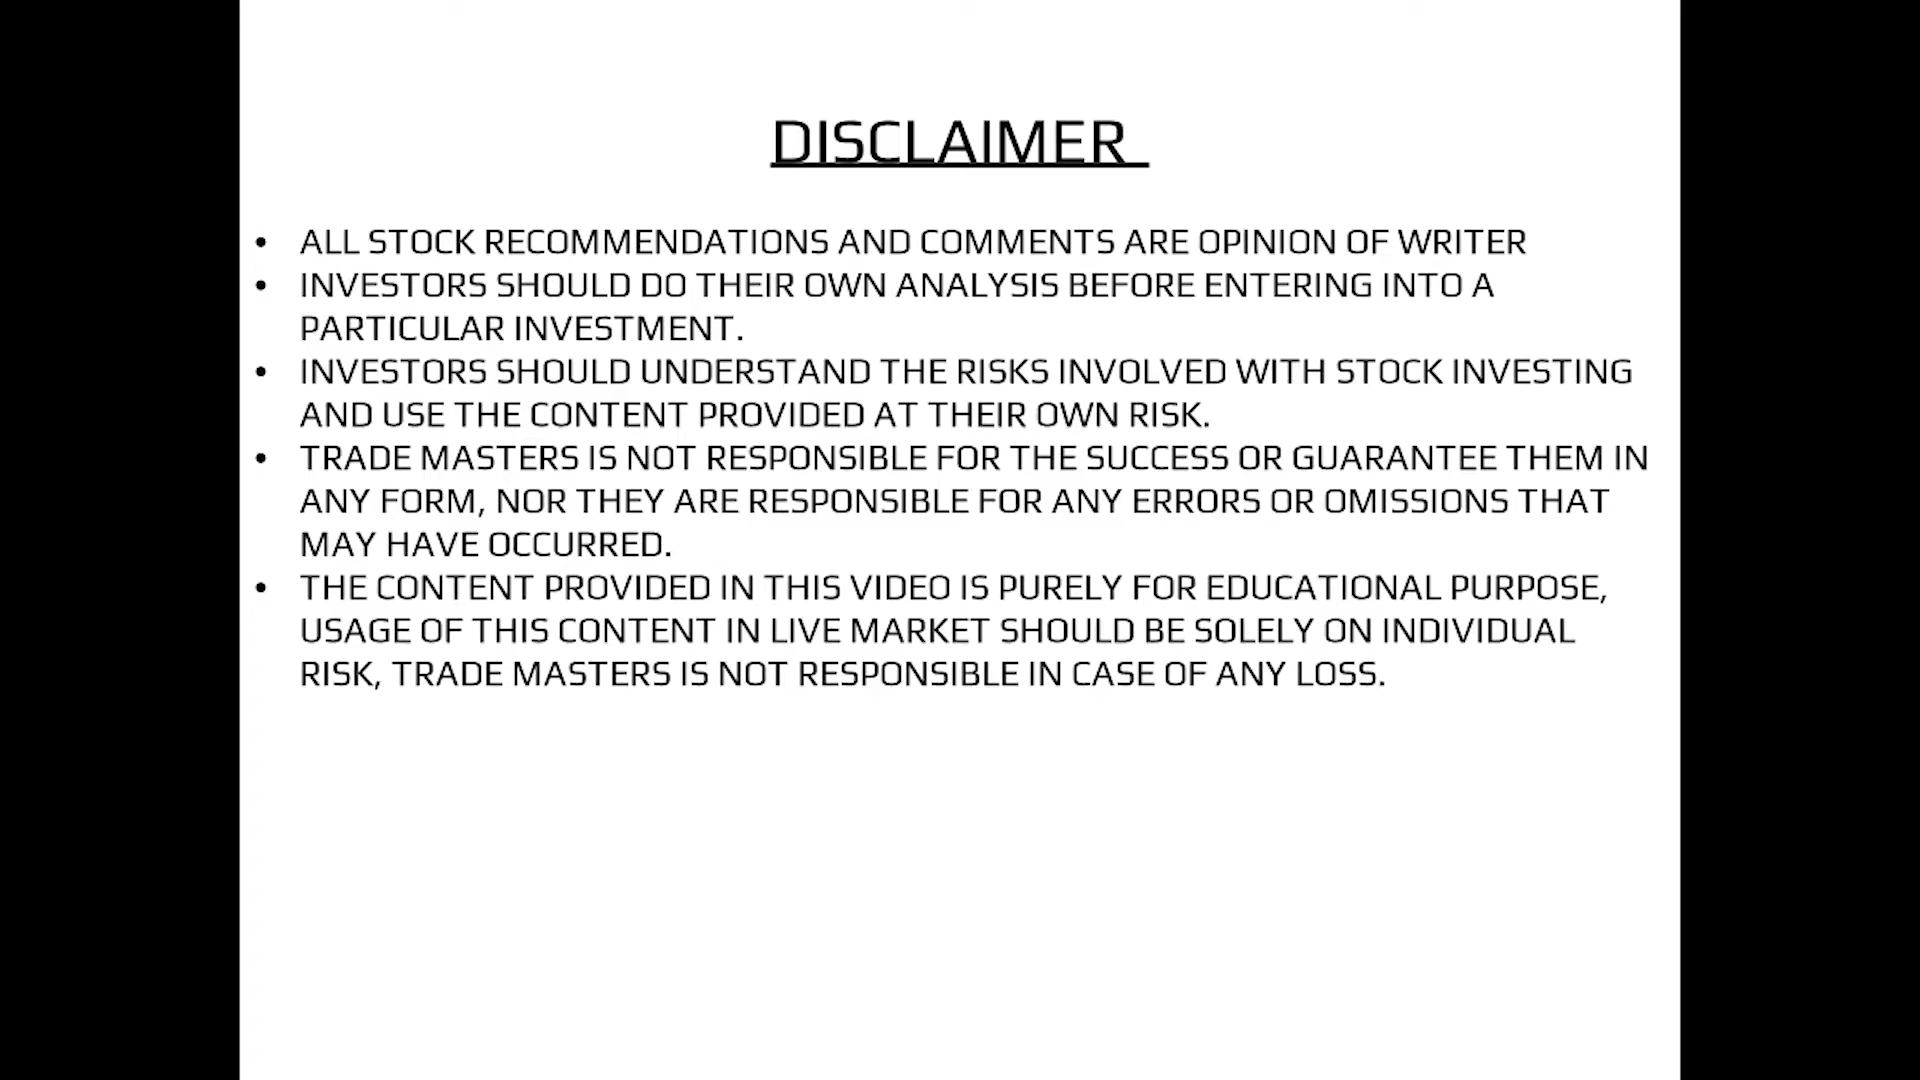 DISCLAIMER
• ALL STOCK RECOMMENDATIONS AND COMMENTS ARE OPINION OF WRITER
• INVESTORS SHOULD DO THEIR OWN ANALYSIS BEFORE ENTERING INTO A
PARTICULAR INVESTMENT.
• INVESTORS SHOULD UNDERSTAND THE RISKS INVOLVED WITH STOCK INVESTING
AND USE THE CONTENT PROVIDED AT THEIR OWN RISK.
• TRADE MASTERS IS NOT RESPONSIBLE FOR THE SUCCESS OR GUARANTEE THEM IN
ANY FORM, NOR THEY ARE RESPONSIBLE FOR ANY ERRORS OR OMISSIONS THAT
MAY HAVE OCCURRED.
• THE CONTENT PROVIDED IN THIS VIDEO IS PURELY FOR EDUCATIONAL PURPOSE,
USAGE OF THIS CONTENT IN LIVE MARKET SHOULD BE SOLELY ON INDIVIDUAL
RISK, TRADE MASTERS IS NOT RESPONSIBLE IN CASE OF ANY LOSS.